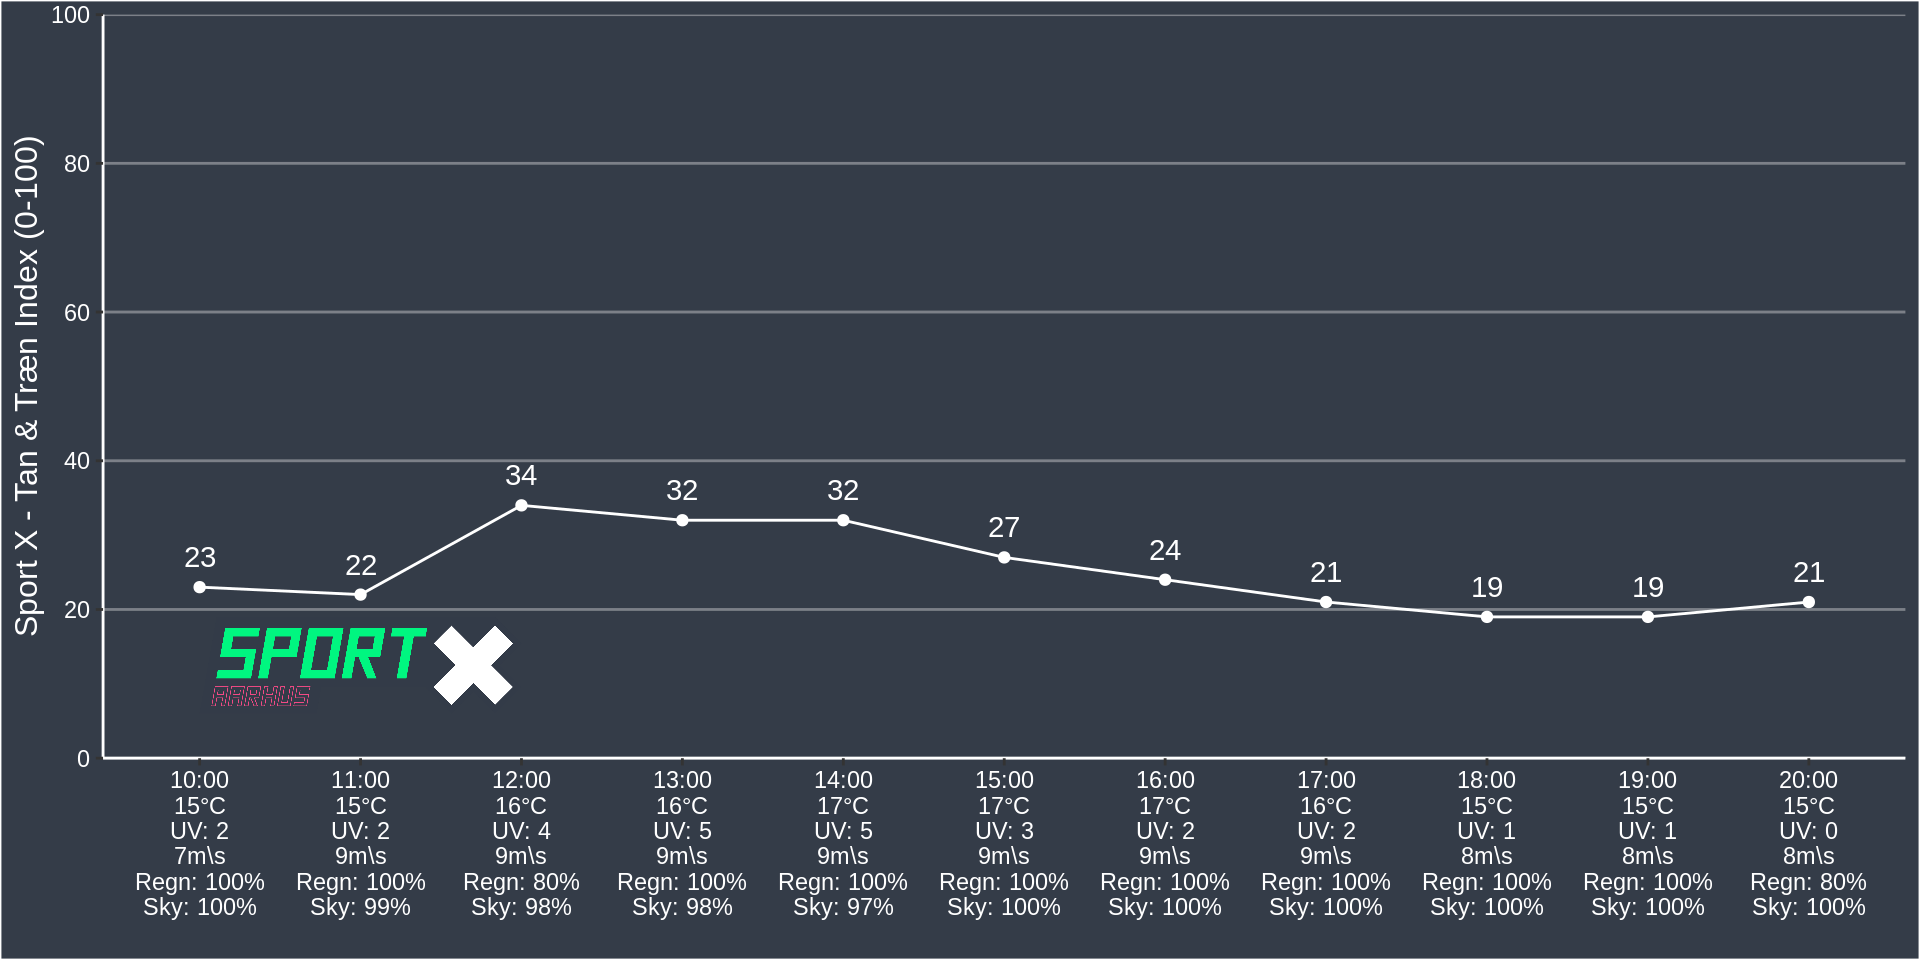 Sport X - Tan & Træn Index (0-100)
100
80
60
40
20
0
23
22
34
32
32
27
24
21
19
19
21
SPORT X
AARHUS
10:00 11:00 12:00 13:00 14:00 15:00 16:00 17:00 18:00 19:00 20:00
15°C 15°C 16°C 16°C 17°C 17°C 17°C 16°C 15°C 15°C 15°C
UV: 2 UV: 2 UV: 4 UV: 5 UV: 5 UV: 3 UV: 2 UV: 2 UV: 1 UV: 1 UV: 0
7m\s 9m\s 9m\s 9m\s 9m\s 9m\s 9m\s 9m\s 8m\s 8m\s 8m\s
Regn: 100% Regn: 100% Regn: 80% Regn: 100% Regn: 100% Regn: 100% Regn: 100% Regn: 100% Regn: 100% Regn: 100% Regn: 80%
Sky: 100% Sky: 99% Sky: 98% Sky: 98% Sky: 97% Sky: 100% Sky: 100% Sky: 100% Sky: 100% Sky: 100% Sky: 100%